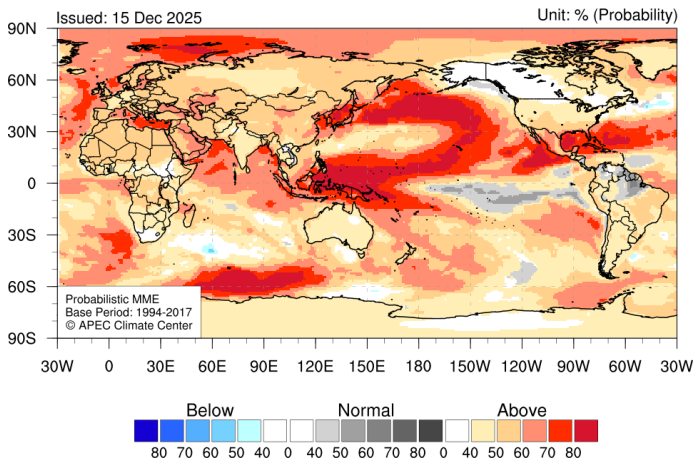 Issued: 15 Dec 2025 Unit: % (Probability)
90N
60N
30N
0
30S
60S
90S
Probabilistic MME
Base Period: 1994-2017
© APEC Climate Center
30W 0 30E 60E 90E 120E 150E 180 150W 120W 90W 60W 30W
Below Normal Above
80 70 60 50 40 0 40 50 60 70 80 0 40 50 60 70 80